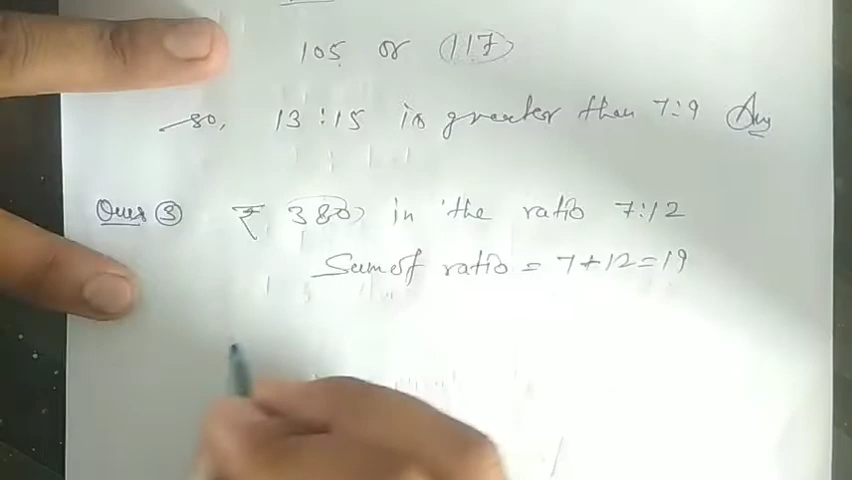 105 or 117
so, 13:15 is greater than 7:9 Ans
Ques ③ ₹ 380 in the ratio 7:12
Sum of ratio = 7+12=19